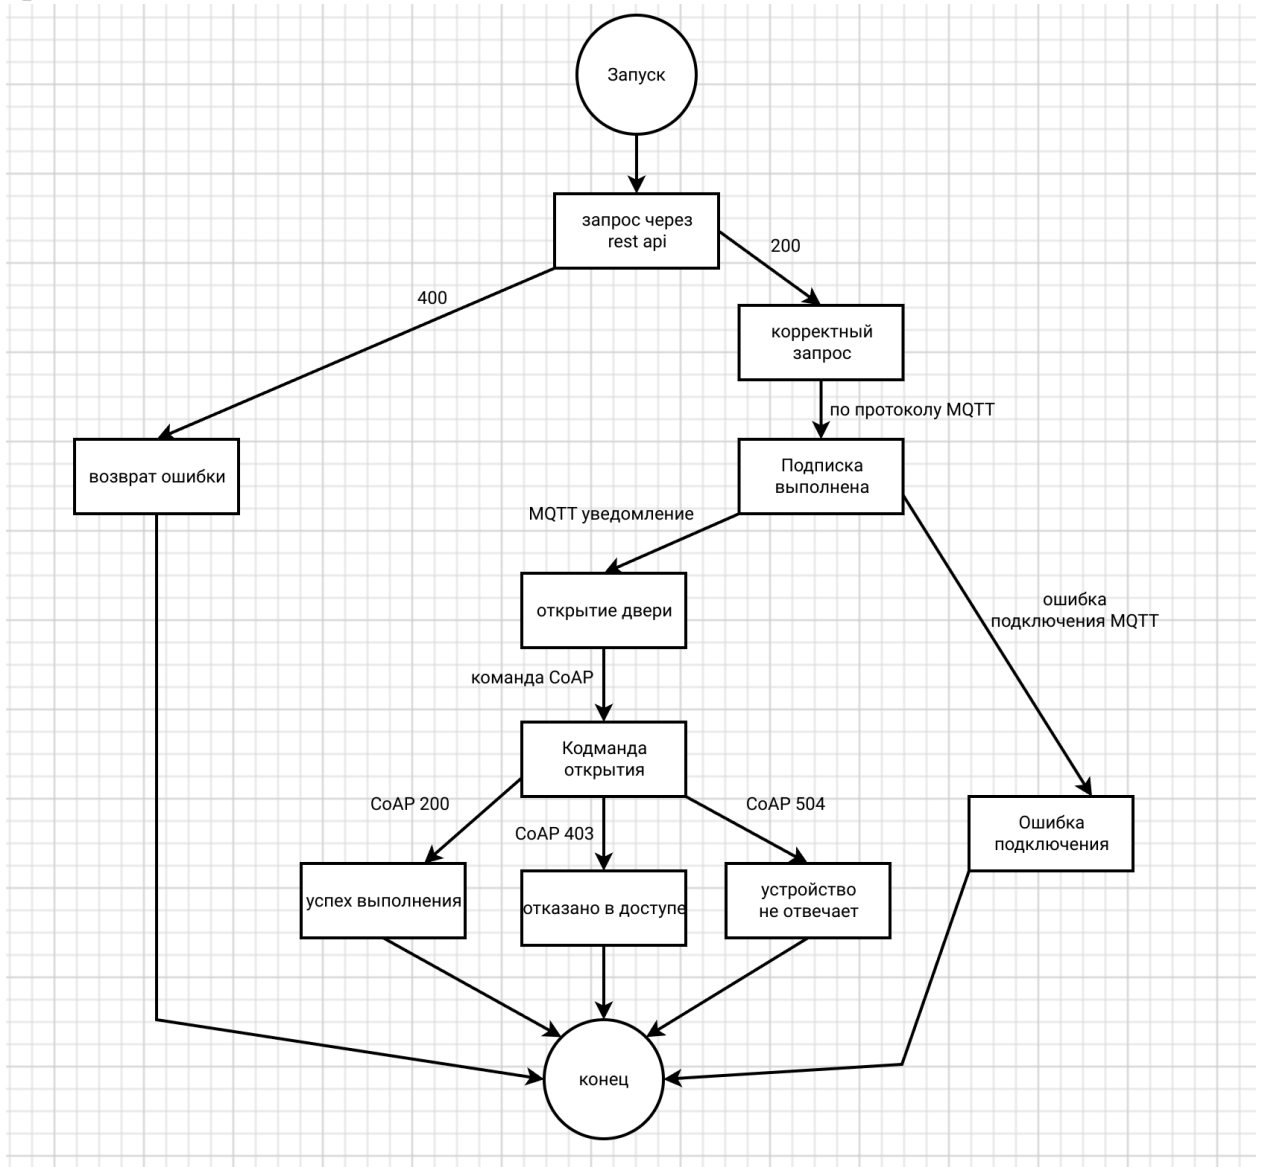 Запуск
запрос через
rest api
200
400
корректный
запрос
по протоколу MQTT
возврат ошибки
Подписка
выполнена
MQTT уведомление
открытие двери
ошибка
подключения MQTT
команда CoAP
Кодманда
открытия
CoAP 200
CoAP 403
CoAP 504
Ошибка
подключения
успех выполнения
отказано в доступе
устройство
не отвечает
конец